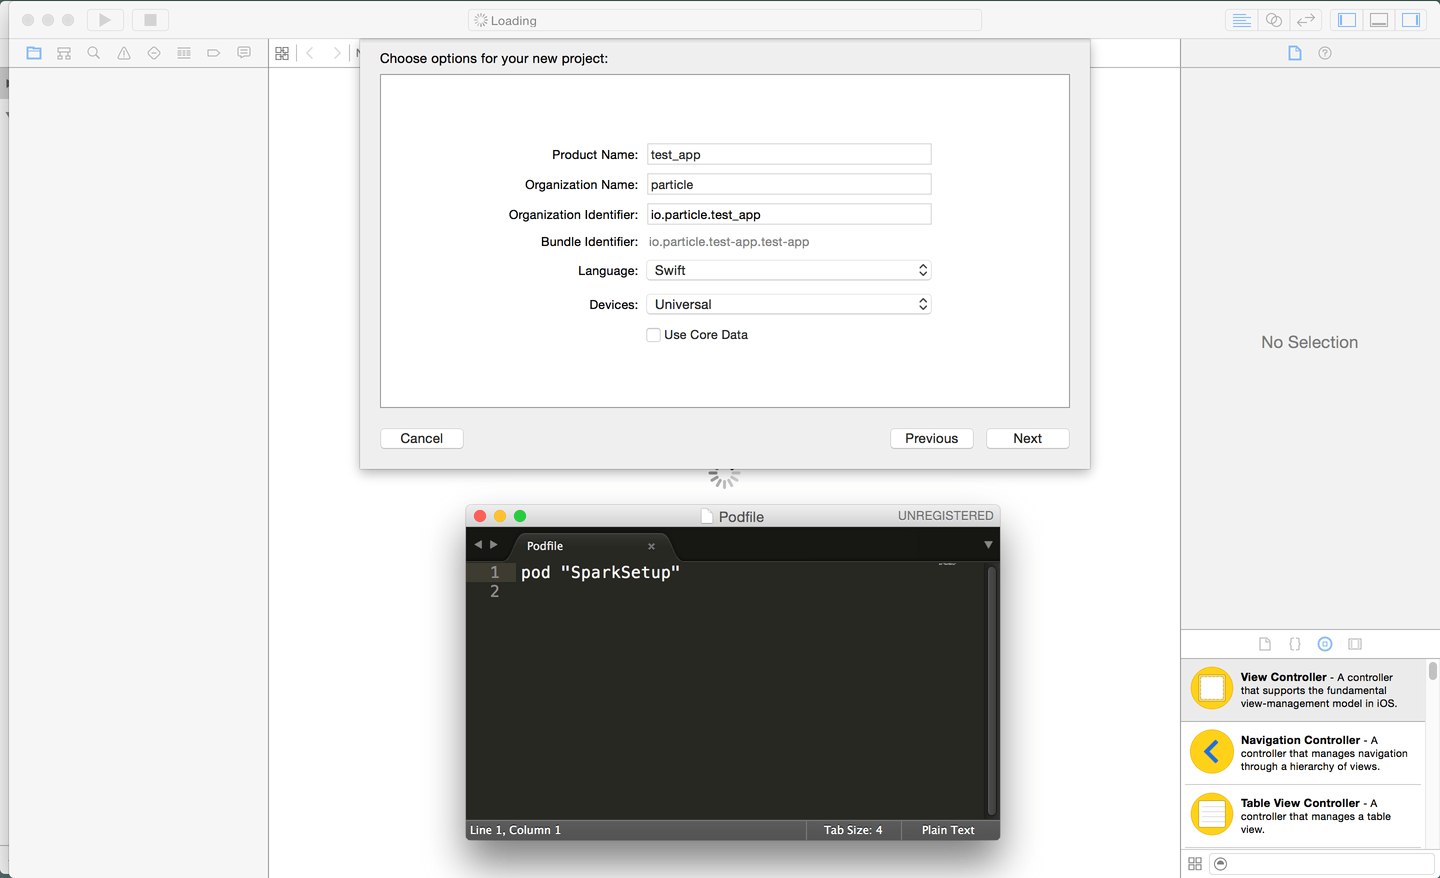 Loading
Choose options for your new project:
Product Name: test_app
Organization Name: particle
Organization Identifier: io.particle.test_app
Bundle Identifier: io.particle.test-app.test-app
Language: Swift
Devices: Universal
Use Core Data
Cancel
Previous
Next
No Selection
Podfile
UNREGISTERED
Podfile
1 pod "SparkSetup"
2
Line 1, Column 1
Tab Size: 4
Plain Text
View Controller - A controller
that supports the fundamental
view-management model in iOS.
Navigation Controller - A
controller that manages navigation
through a hierarchy of views.
Table View Controller - A
controller that manages a table
view.